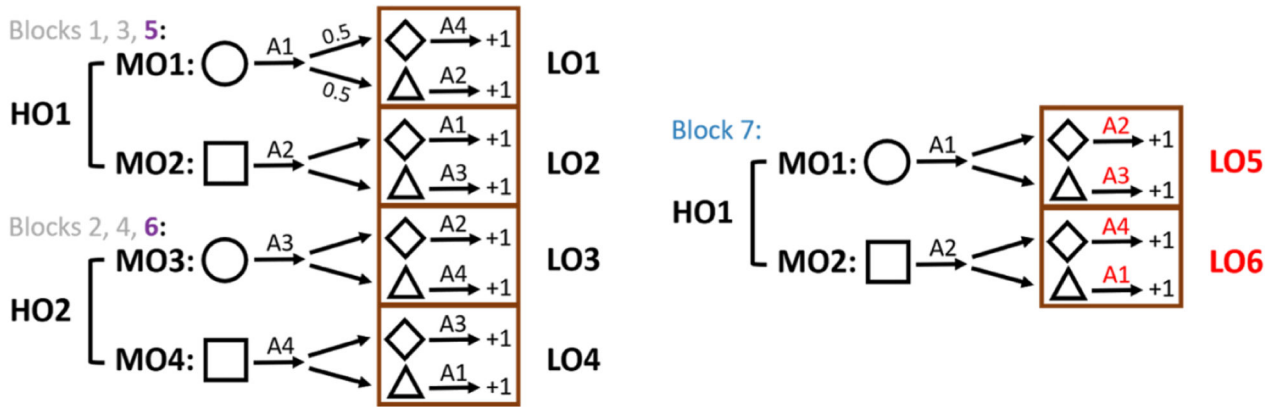 Blocks 1, 3, 5:
HO1
MO1: A1 0.5 0.5 A4 +1 A2 +1 LO1
MO2: A2 A1 +1 A3 +1 LO2
Blocks 2, 4, 6:
HO2
MO3: A3 A2 +1 A4 +1 LO3
MO4: A4 A3 +1 A1 +1 LO4
Block 7:
HO1
MO1: A1 A2 +1 A3 +1 LO5
MO2: A2 A4 +1 A1 +1 LO6